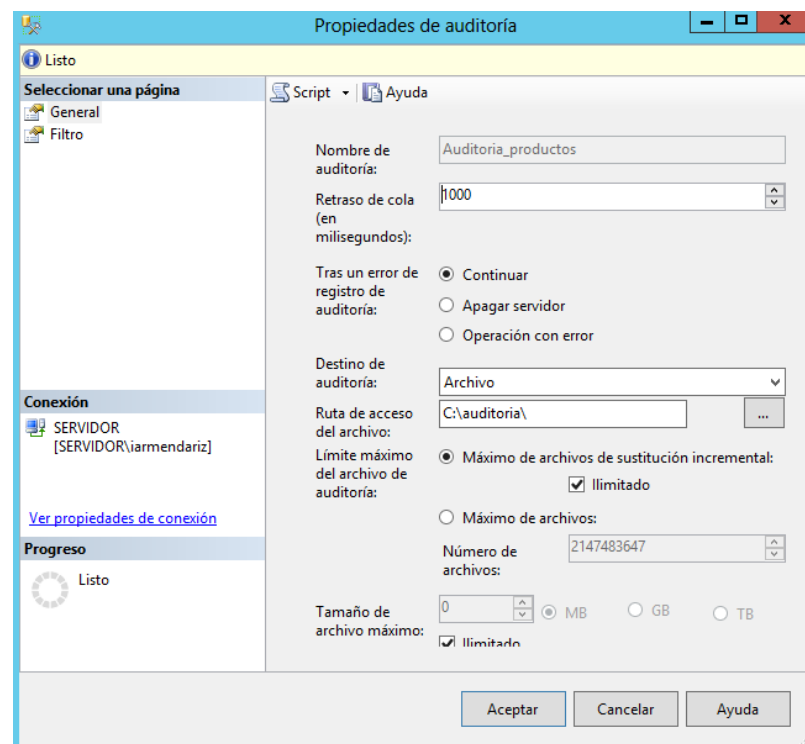 Propiedades de auditoría
Listo
Seleccionar una página
General
Filtro
Script
Ayuda
Nombre de
auditoría:
Auditoria_productos
Retraso de cola
(en
milisegundos):
1000
Tras un error de
registro de
auditoría:
Continuar
Apagar servidor
Operación con error
Destino de
auditoría:
Archivo
Ruta de acceso
del archivo:
C:\auditoria\
...
Límite máximo
del archivo de
auditoría:
Máximo de archivos de sustitución incremental:
Ilimitado
Máximo de archivos:
Número de
archivos:
2147483647
Tamaño de
archivo máximo:
0
MB
GB
TB
Ilimitado
Conexión
SERVIDOR
[SERVIDOR\iarmendariz]
Ver propiedades de conexión
Progreso
Listo
Aceptar
Cancelar
Ayuda